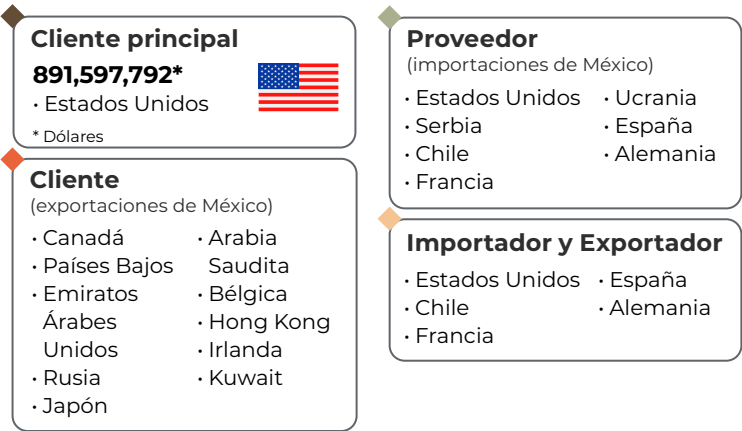 Cliente principal
891,597,792*
· Estados Unidos
* Dólares
Cliente
(exportaciones de México)
· Canadá
· Países Bajos
· Emiratos
Árabes
Unidos
· Rusia
· Japón
· Arabia
Saudita
· Bélgica
· Hong Kong
· Irlanda
· Kuwait
Proveedor
(importaciones de México)
· Estados Unidos
· Serbia
· Chile
· Francia
· Ucrania
· España
· Alemania
Importador y Exportador
· Estados Unidos
· Chile
· Francia
· España
· Alemania